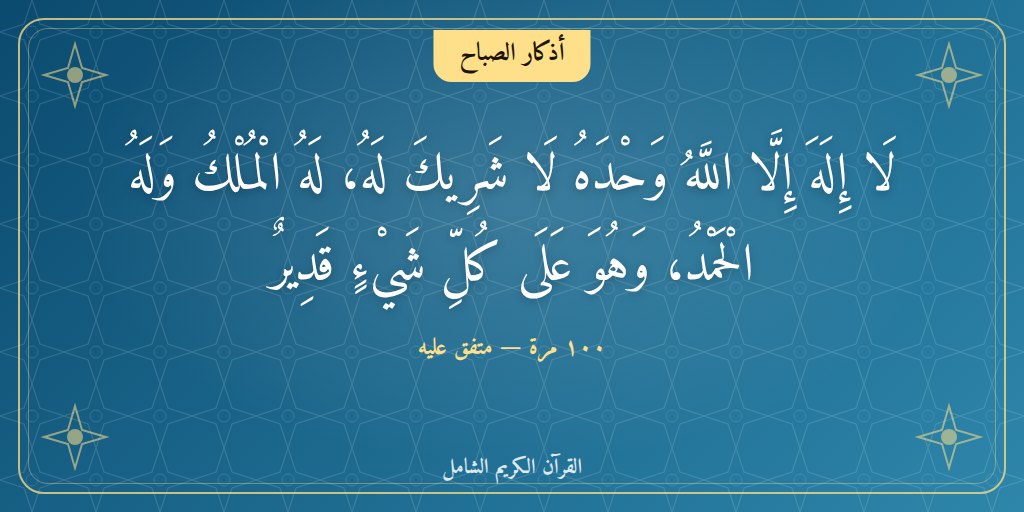 أذكار الصباح
لَا إِلَهَ إِلَّا اللَّهُ وَحْدَهُ لَا شَرِيكَ لَهُ، لَهُ الْمُلْكُ وَلَهُ
الْحَمْدُ، وَهُوَ عَلَى كُلِّ شَيْءٍ قَدِيرٌ
١٠٠ مرة — متفق عليه
القرآن الكريم الشامل